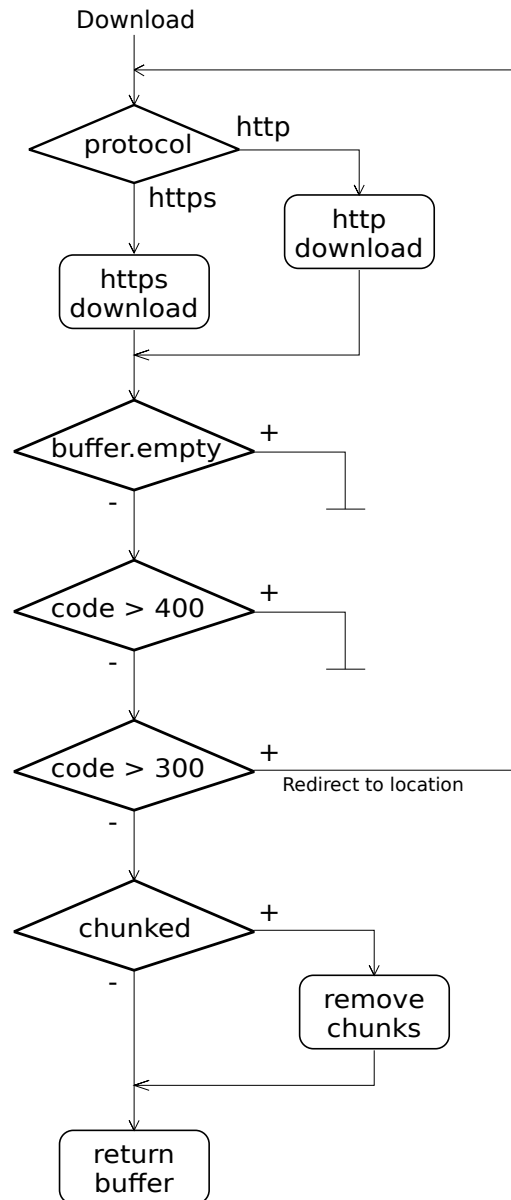 Download
protocol
http
https
http
download
https
download
buffer.empty
+
-
code > 400
+
-
code > 300
+
Redirect to location
-
chunked
+
-
remove
chunks
return
buffer